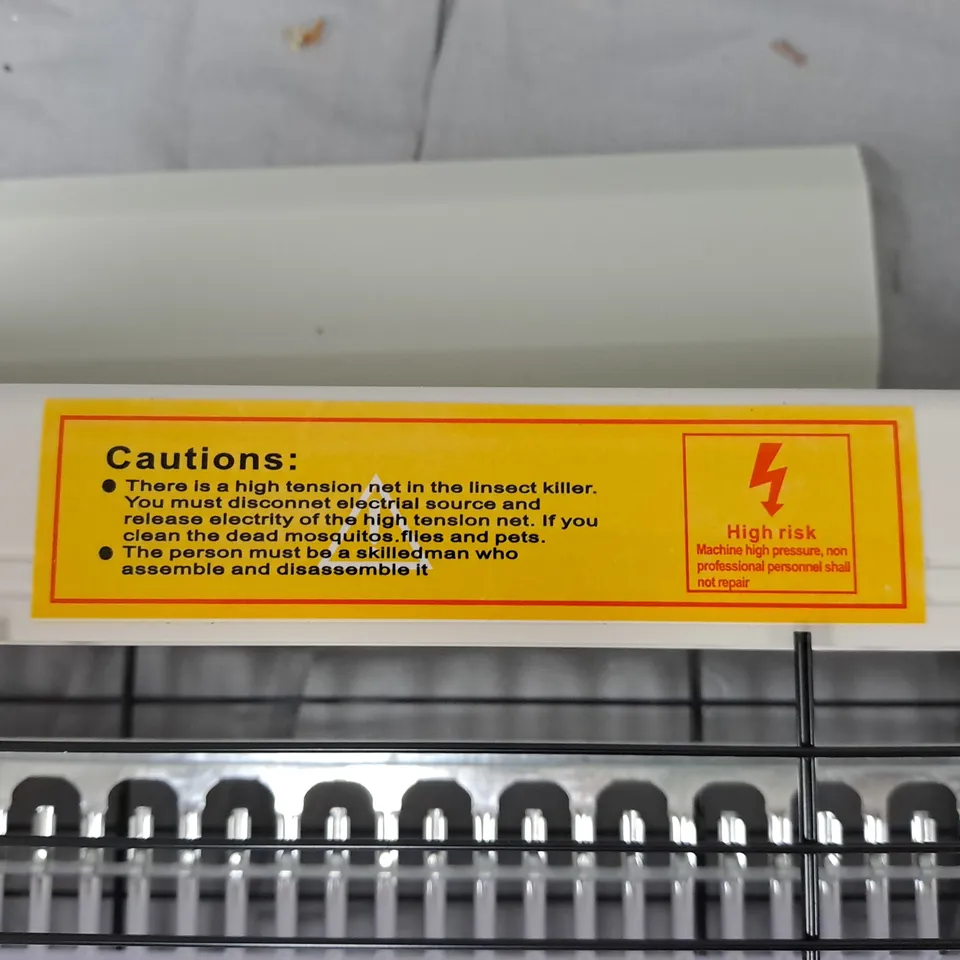 Cautions:
● There is a high tension net in the linsect killer.
You must disconnet electrial source and
release electrity of the high tension net. If you
clean the dead mosquitos.flies and pets.
● The person must be a skilledman who
assemble and disassemble it
High risk
Machine high pressure, non
professional personnel shall
not repair